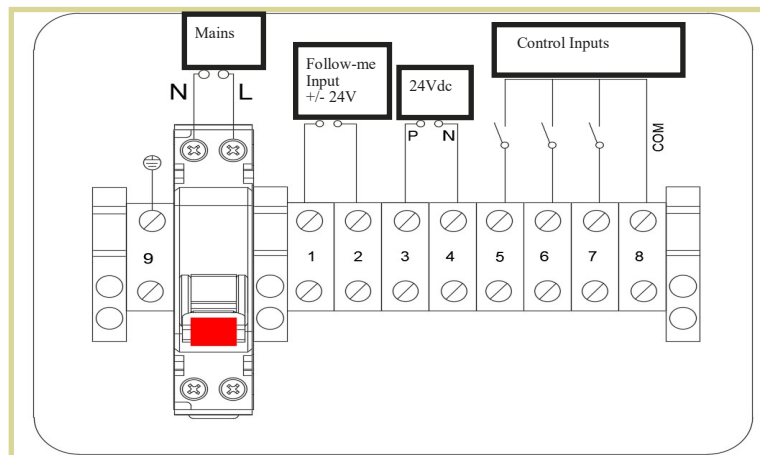 Mains
N L
Follow-me
Input
+/- 24V
24Vdc
Control Inputs
P N
COM
9
1 2 3 4 5 6 7 8